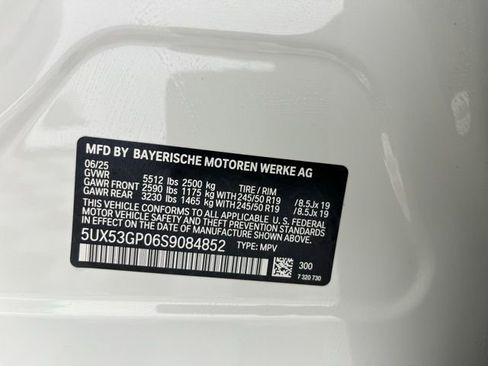 MFD BY BAYERISCHE MOTOREN WERKE AG
06/25
GVWR 5512 lbs 2500 kg TIRE / RIM
GAWR FRONT 2590 lbs 1175 kg WITH 245/50 R19 /8.5J x 19
GAWR REAR 3230 lbs 1465 kg WITH 245/50 R19 /8.5J x 19
THIS VEHICLE CONFORMS TO ALL APPLICABLE U.S. FEDERAL
MOTOR VEHICLE SAFETY AND THEFT PREVENTION STANDARDS
IN EFFECT ON THE DATE OF MANUFACTURE SHOWN ABOVE.
5UX53GP06S9084852 TYPE: MPV
300
7 320 730